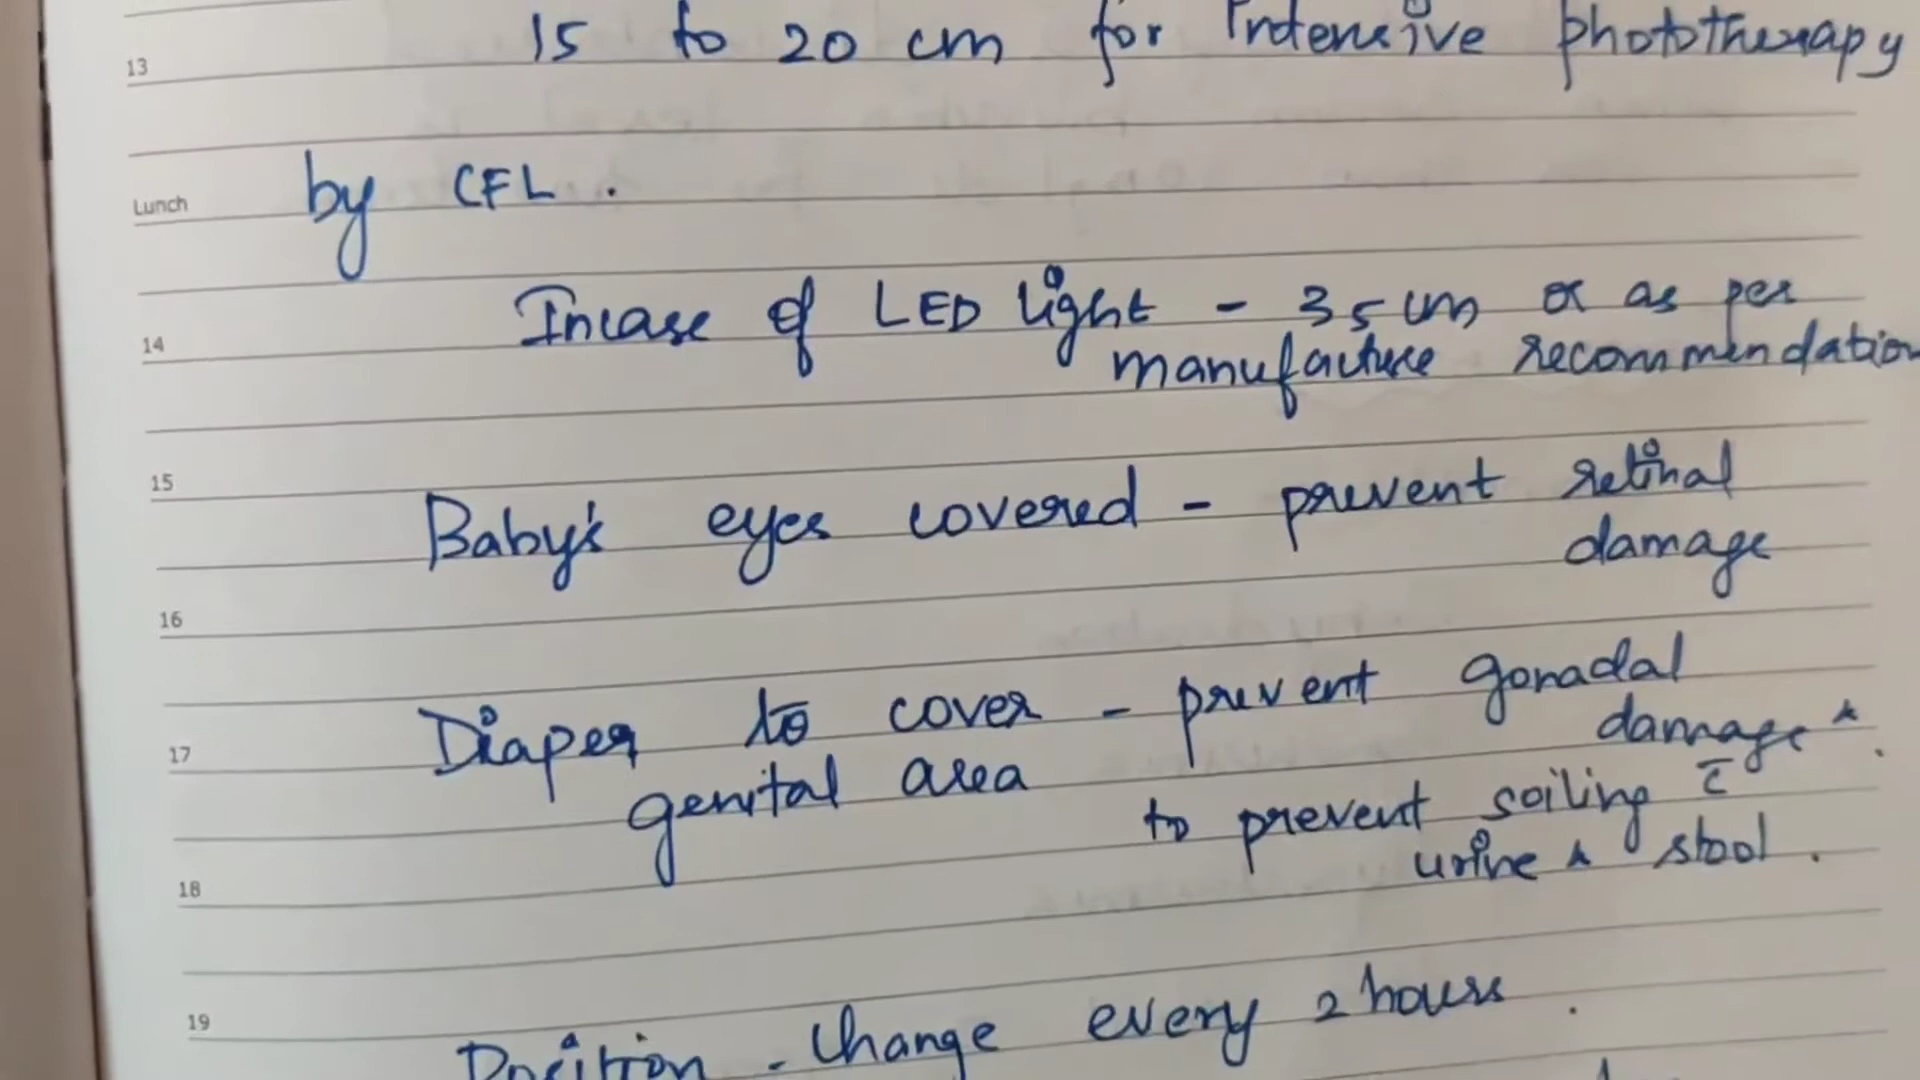 15 to 20 cm for Intensive phototherapy
13
Lunch by CFL.
Incase of LED light - 35 cm or as per
14
manufacture recommendation
15
Baby's eyes covered - prevent retinal
damage
16
Diaper to cover - prevent gonadal
17
damage &.
genital area
to prevent soiling c̄
urine & stool.
18
19
Position - Change every 2 hours.